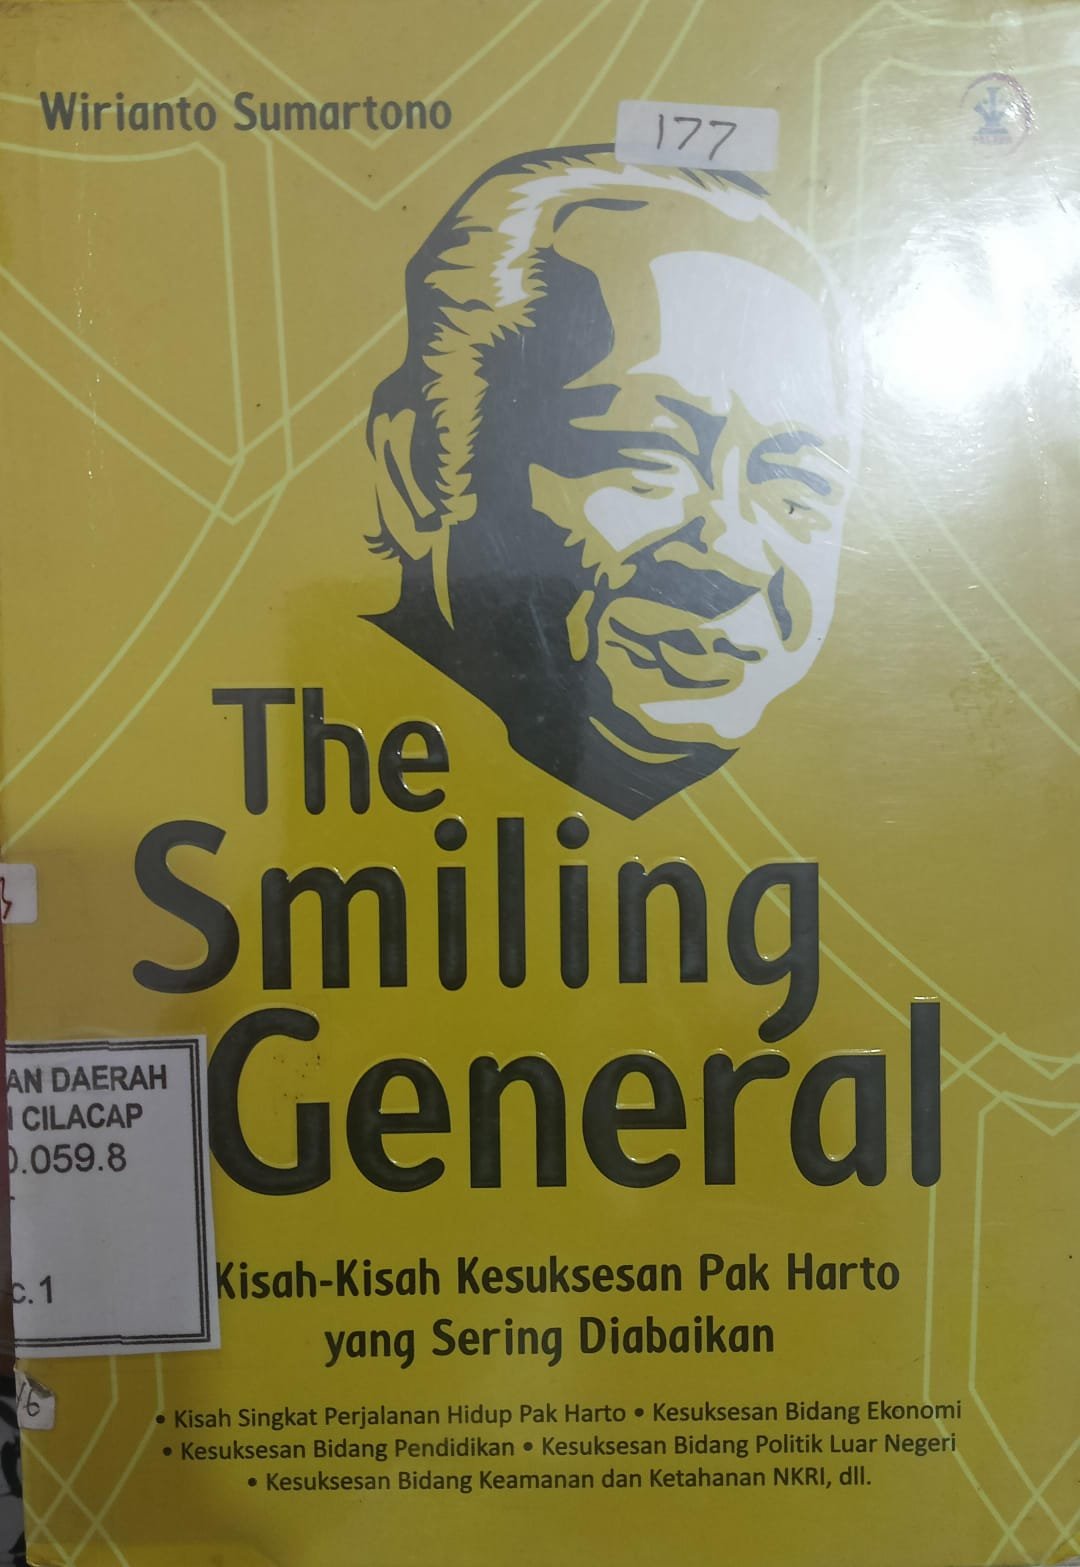 Wirianto Sumartono
177
The
Smiling
General
AN DAERAH
CILACAP
.059.8
c.1
Kisah-Kisah Kesuksesan Pak Harto
yang Sering Diabaikan
• Kisah Singkat Perjalanan Hidup Pak Harto • Kesuksesan Bidang Ekonomi
• Kesuksesan Bidang Pendidikan • Kesuksesan Bidang Politik Luar Negeri
• Kesuksesan Bidang Keamanan dan Ketahanan NKRI, dll.